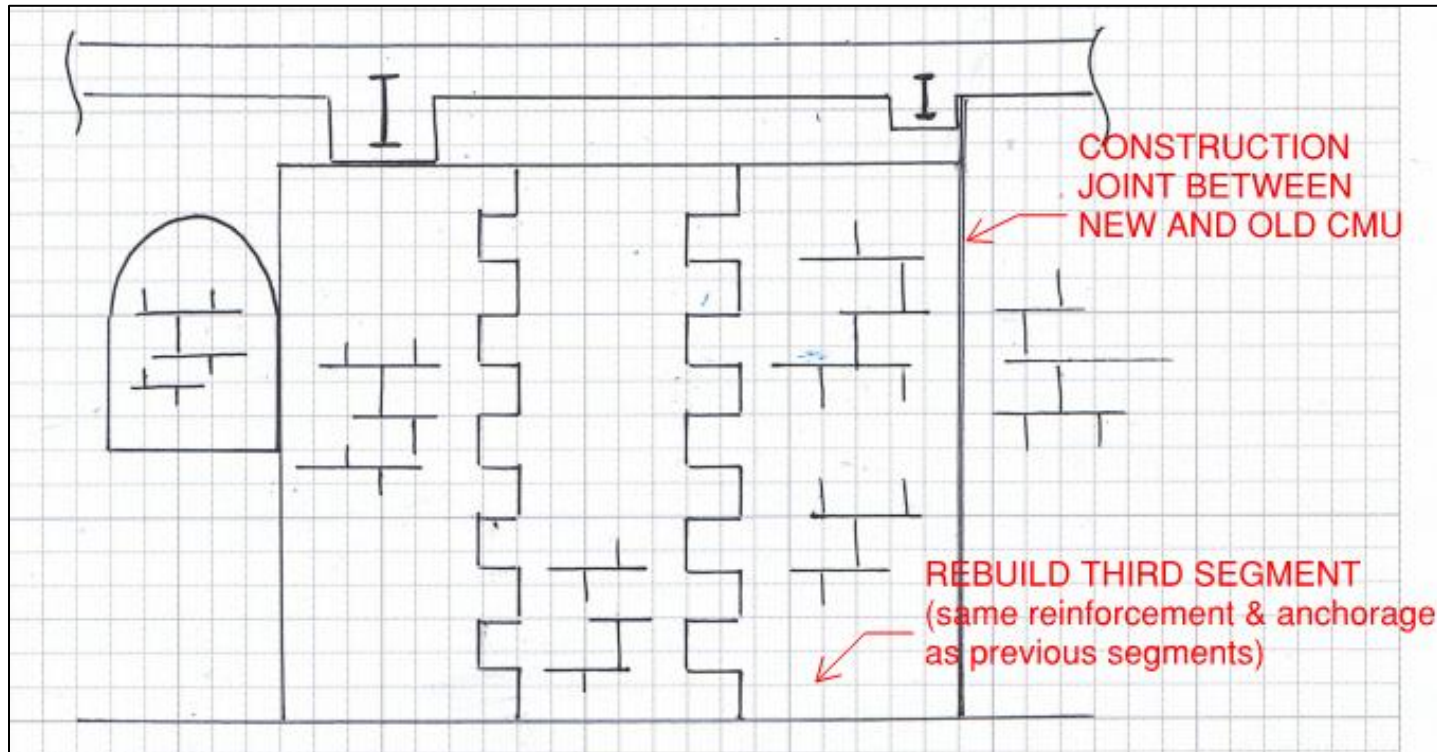 CONSTRUCTION
JOINT BETWEEN
NEW AND OLD CMU
REBUILD THIRD SEGMENT
(same reinforcement & anchorage
as previous segments)